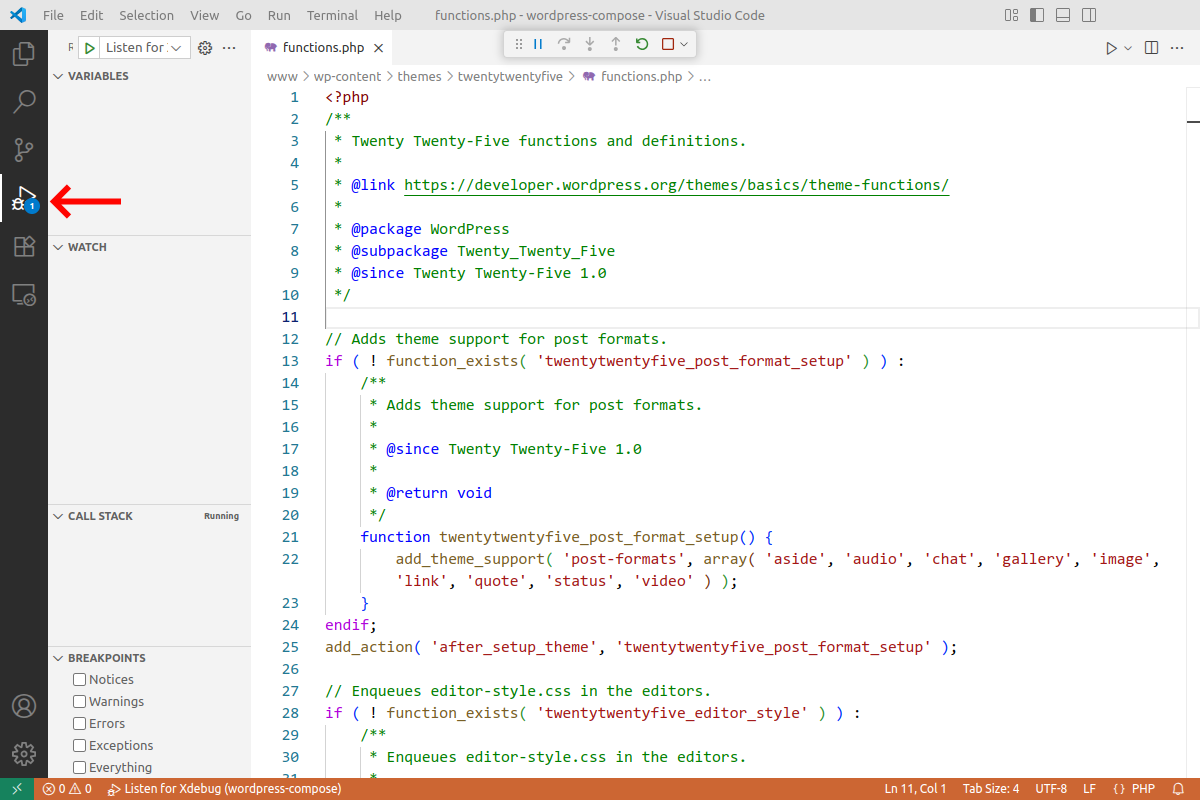 File Edit Selection View Go Run Terminal Help functions.php - wordpress-compose - Visual Studio Code
Listen for functions.php
www > wp-content > themes > twentytwentyfive > functions.php > ...
VARIABLES
WATCH
CALL STACK Running
BREAKPOINTS
Notices
Warnings
Errors
Exceptions
Everything
1
1 <?php
2 /**
3 * Twenty Twenty-Five functions and definitions.
4 *
5 * @link https://developer.wordpress.org/themes/basics/theme-functions/
6 *
7 * @package WordPress
8 * @subpackage Twenty_Twenty_Five
9 * @since Twenty Twenty-Five 1.0
10 */
11
12 // Adds theme support for post formats.
13 if ( ! function_exists( 'twentytwentyfive_post_format_setup' ) ) :
14 /**
15 * Adds theme support for post formats.
16 *
17 * @since Twenty Twenty-Five 1.0
18 *
19 * @return void
20 */
21 function twentytwentyfive_post_format_setup() {
22 add_theme_support( 'post-formats', array( 'aside', 'audio', 'chat', 'gallery', 'image',
'link', 'quote', 'status', 'video' ) );
23 }
24 endif;
25 add_action( 'after_setup_theme', 'twentytwentyfive_post_format_setup' );
26
27 // Enqueues editor-style.css in the editors.
28 if ( ! function_exists( 'twentytwentyfive_editor_style' ) ) :
29 /**
30 * Enqueues editor-style.css in the editors.
31 *
0 0 Listen for Xdebug (wordpress-compose) Ln 11, Col 1 Tab Size: 4 UTF-8 LF {} PHP